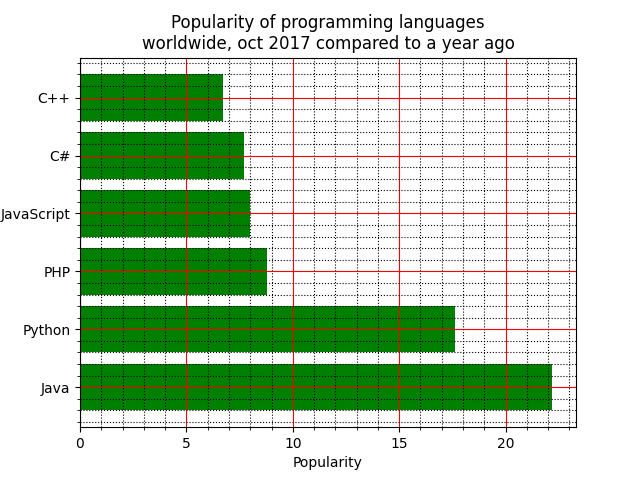 Popularity of programming languages
worldwide, oct 2017 compared to a year ago
C++
C#
JavaScript
PHP
Python
Java
0 5 10 15 20
Popularity